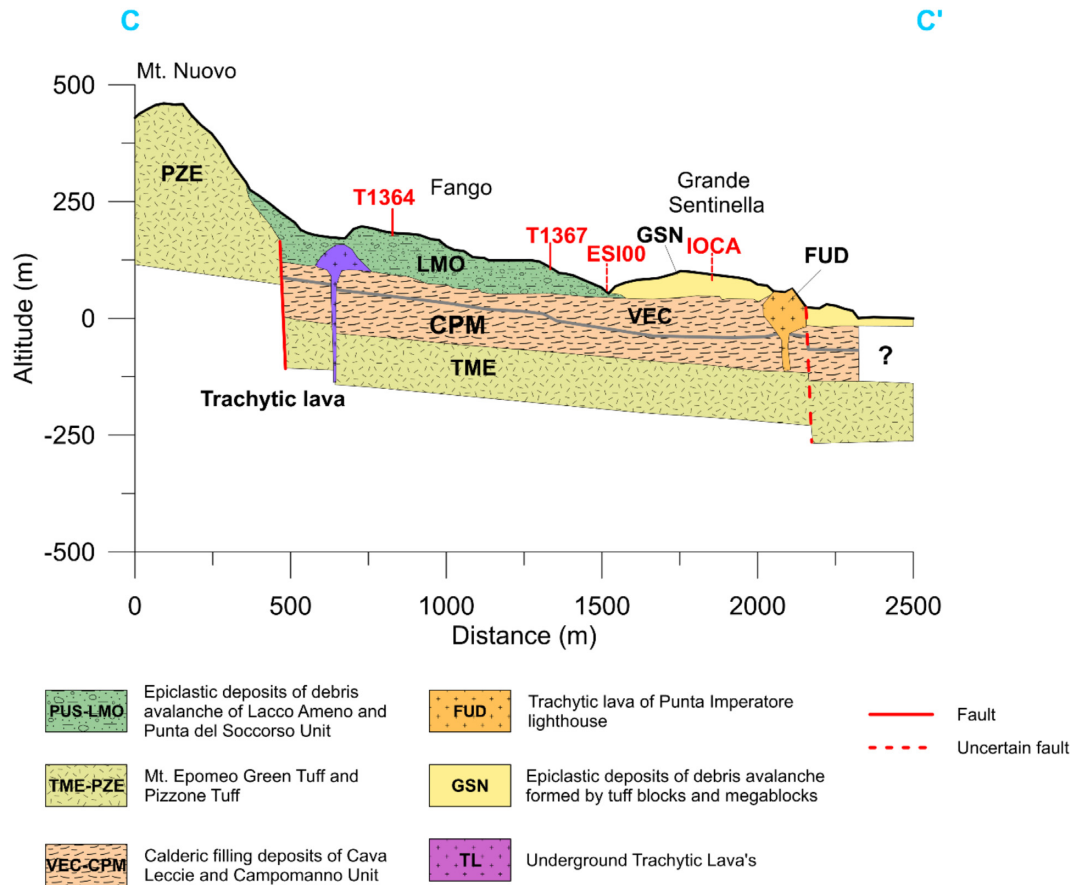 C C'
Mt. Nuovo
500
250
0
-250
-500
Altitude (m)
PZE
T1364
Fango
LMO
T1367
ESI00
Grande
Sentinella
GSN
IOCA
FUD
VEC
CPM
TME
?
Trachytic lava
0 500 1000 1500 2000 2500
Distance (m)
PUS-LMO
Epiclastic deposits of debris
avalanche of Lacco Ameno and
Punta del Soccorso Unit
TME-PZE
Mt. Epomeo Green Tuff and
Pizzone Tuff
VEC-CPM
Calderic filling deposits of Cava
Leccie and Campomanno Unit
FUD
Trachytic lava of Punta Imperatore
lighthouse
GSN
Epiclastic deposits of debris avalanche
formed by tuff blocks and megablocks
TL
Underground Trachytic Lava's
Fault
Uncertain fault